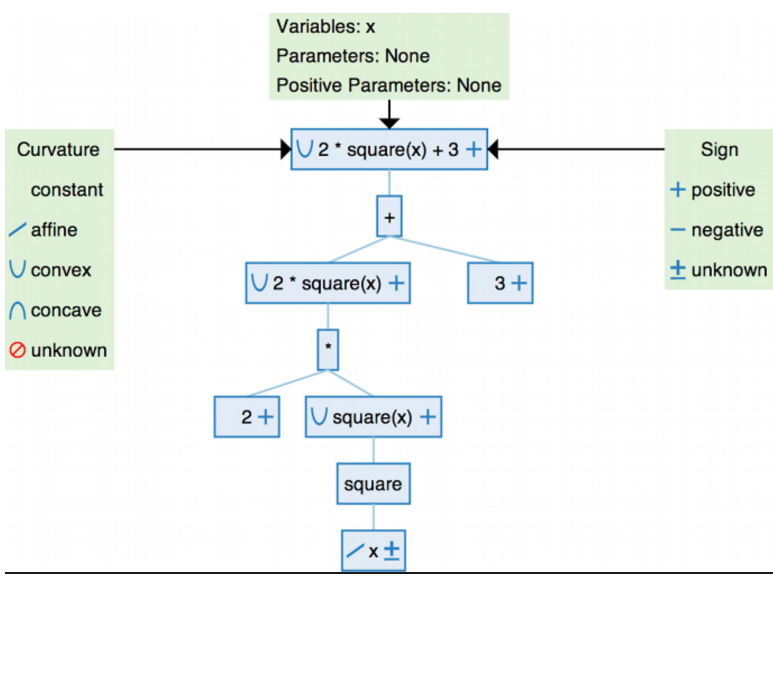 Variables: x
Parameters: None
Positive Parameters: None
Curvature
constant
affine
convex
concave
unknown
∪ 2 * square(x) + 3 +
Sign
+ positive
− negative
± unknown
+
∪ 2 * square(x) +
3 +
*
2 +
∪ square(x) +
square
x ±